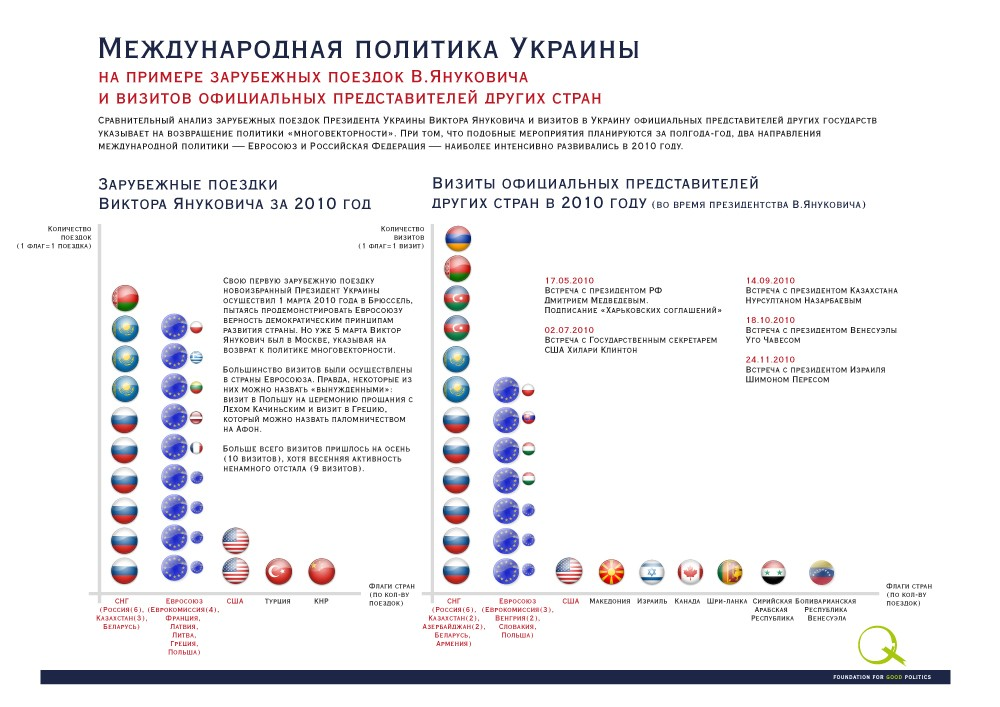 Международная политика Украины
на примере зарубежных поездок В.Януковича
и визитов официальных представителей других стран
Сравнительный анализ зарубежных поездок Президента Украины Виктора Януковича и визитов в Украину официальных представителей других государств
указывает на возвращение политики «многовекторности». При том, что подобные мероприятия планируются за полгода-год, два направления
международной политики — Евросоюз и Российская Федерация — наиболее интенсивно развивались в 2010 году.
Зарубежные поездки
Виктора Януковича за 2010 год
Количество
поездок
(1 флаг=1 поездка)
Свою первую зарубежную поездку
новоизбранный Президент Украины
осуществил 1 марта 2010 года в Брюссель,
пытаясь продемонстрировать Евросоюзу
верность демократическим принципам
развития страны. Но уже 5 марта Виктор
Янукович был в Москве, указывая на
возврат к политике многовекторности.
Большинство визитов были осуществлены
в страны Евросоюза. Правда, некоторые из
них можно назвать «вынужденными»:
визит в Польшу на церемонию прощания с
Лехом Качиньским и визит в Грецию,
который можно назвать паломничеством
на Афон.
Больше всего визитов пришлось на осень
(10 визитов), хотя весенняя активность
ненамного отстала (9 визитов).
Флаги стран
(по кол-ву
поездок)
СНГ
(Россия(6),
Казахстан(3),
Беларусь)
Евросоюз
(Еврокомиссия(4),
Франция,
Латвия,
Литва,
Греция,
Польша)
США
Турция
КНР
Визиты официальных представителей
других стран в 2010 году (во время президентства В.Януковича)
Количество
визитов
(1 флаг=1 визит)
17.05.2010
Встреча с президентом РФ
Дмитрием Медведевым.
Подписание «Харьковских соглашений»
02.07.2010
Встреча с Государственным секретарем
США Хилари Клинтон
14.09.2010
Встреча с президентом Казахстана
Нурсултаном Назарбаевым
18.10.2010
Встреча с президентом Венесуэлы
Уго Чавесом
24.11.2010
Встреча с президентом Израиля
Шимоном Пересом
Флаги стран
(по кол-ву
поездок)
СНГ
(Россия(6),
Казахстан(2),
Азербайджан(2),
Беларусь,
Армения)
Евросоюз
(Еврокомиссия(3),
Венгрия(2),
Словакия,
Польша)
США
Македония
Израиль
Канада
Шри-ланка
Сирийская
Арабская
Республика
Боливарианская
Республика
Венесуэла
FOUNDATION FOR GOOD POLITICS